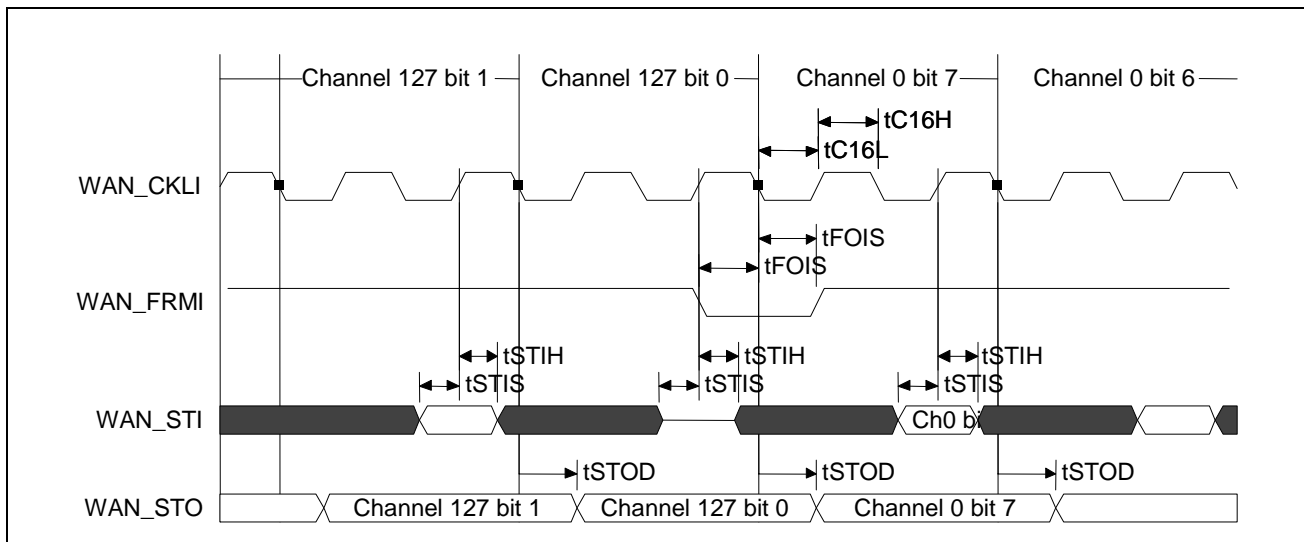 Channel 127 bit 1 Channel 127 bit 0 Channel 0 bit 7 Channel 0 bit 6
tC16H
tC16L
WAN_CKLI
tFOIS
tFOIS
WAN_FRMI
tSTIH tSTIH tSTIH
tSTIS tSTIS tSTIS
WAN_STI Ch0 bi
tSTOD tSTOD tSTOD
WAN_STO Channel 127 bit 1 Channel 127 bit 0 Channel 0 bit 7